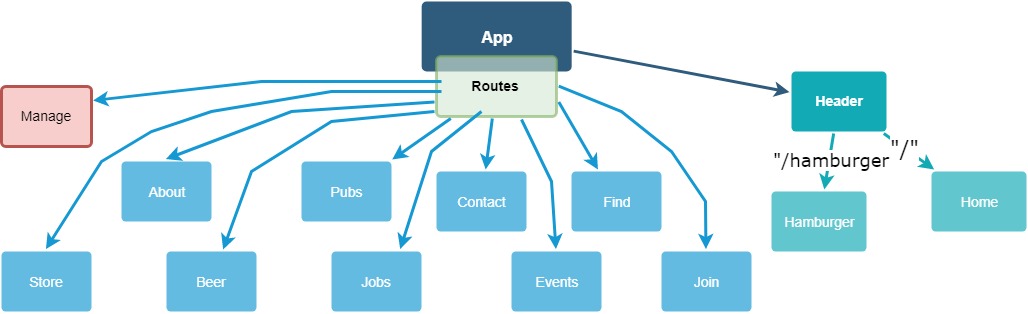 App
Routes
Manage
Header
"/hamburger
"/"
About
Pubs
Contact
Find
Hamburger
Home
Store
Beer
Jobs
Events
Join